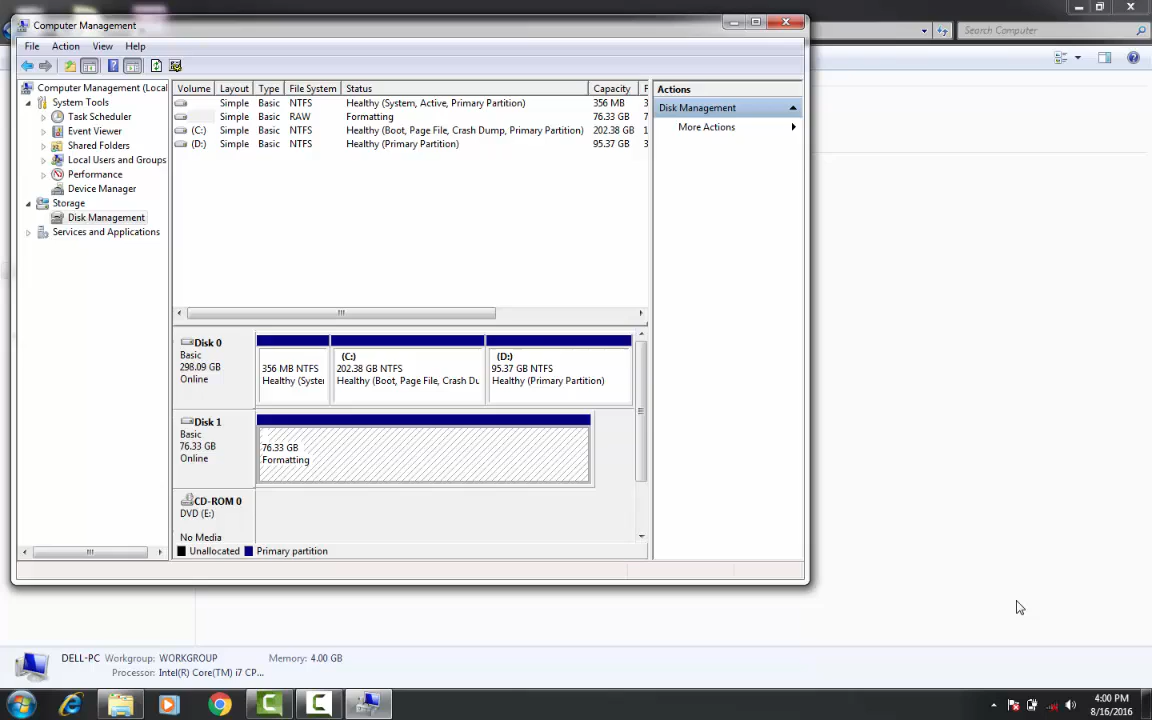 Computer Management
Search Computer
File Action View Help
Computer Management (Local
System Tools
Task Scheduler
Event Viewer
Shared Folders
Local Users and Groups
Performance
Device Manager
Storage
Disk Management
Services and Applications
Volume Layout Type File System Status Capacity F
Simple Basic NTFS Healthy (System, Active, Primary Partition) 356 MB 3
Simple Basic RAW Formatting 76.33 GB 7
(C:) Simple Basic NTFS Healthy (Boot, Page File, Crash Dump, Primary Partition) 202.38 GB 1
(D:) Simple Basic NTFS Healthy (Primary Partition) 95.37 GB 3
Actions
Disk Management
More Actions
Disk 0
Basic
298.09 GB
Online
356 MB NTFS
Healthy (Syster
(C:)
202.38 GB NTFS
Healthy (Boot, Page File, Crash Du
(D:)
95.37 GB NTFS
Healthy (Primary Partition)
Disk 1
Basic
76.33 GB
Online
76.33 GB
Formatting
CD-ROM 0
DVD (E:)
No Media
Unallocated Primary partition
DELL-PC Workgroup: WORKGROUP Memory: 4.00 GB
Processor: Intel(R) Core(TM) i7 CP...
4:00 PM
8/16/2016